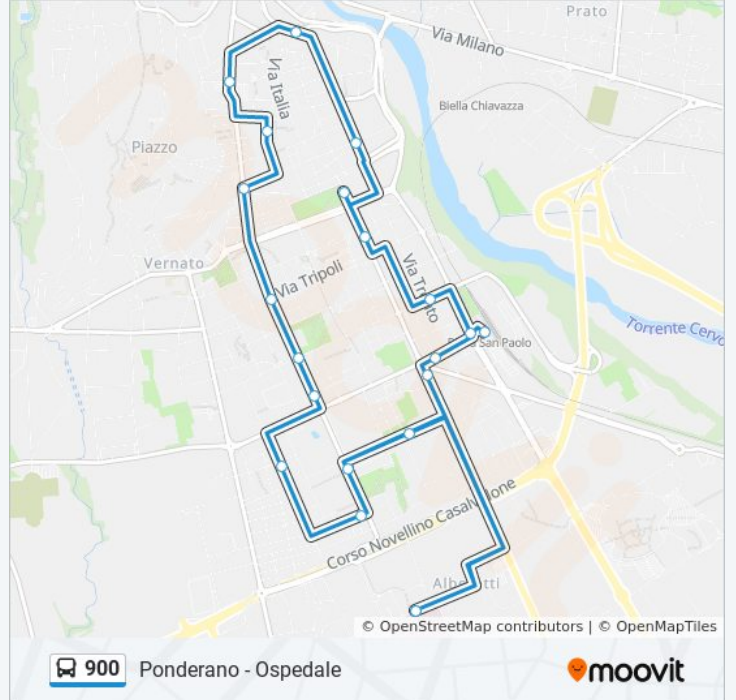 Prato
Via Milano
Via Italia
Biella Chiavazza
Piazzo
Vernato
Via Tripoli
Via Trento
Torrente Cervo
San Paolo
Corso Novellino Casalvolone
© OpenStreetMap contributors | © OpenMapTiles
900 Ponderano - Ospedale
moovit